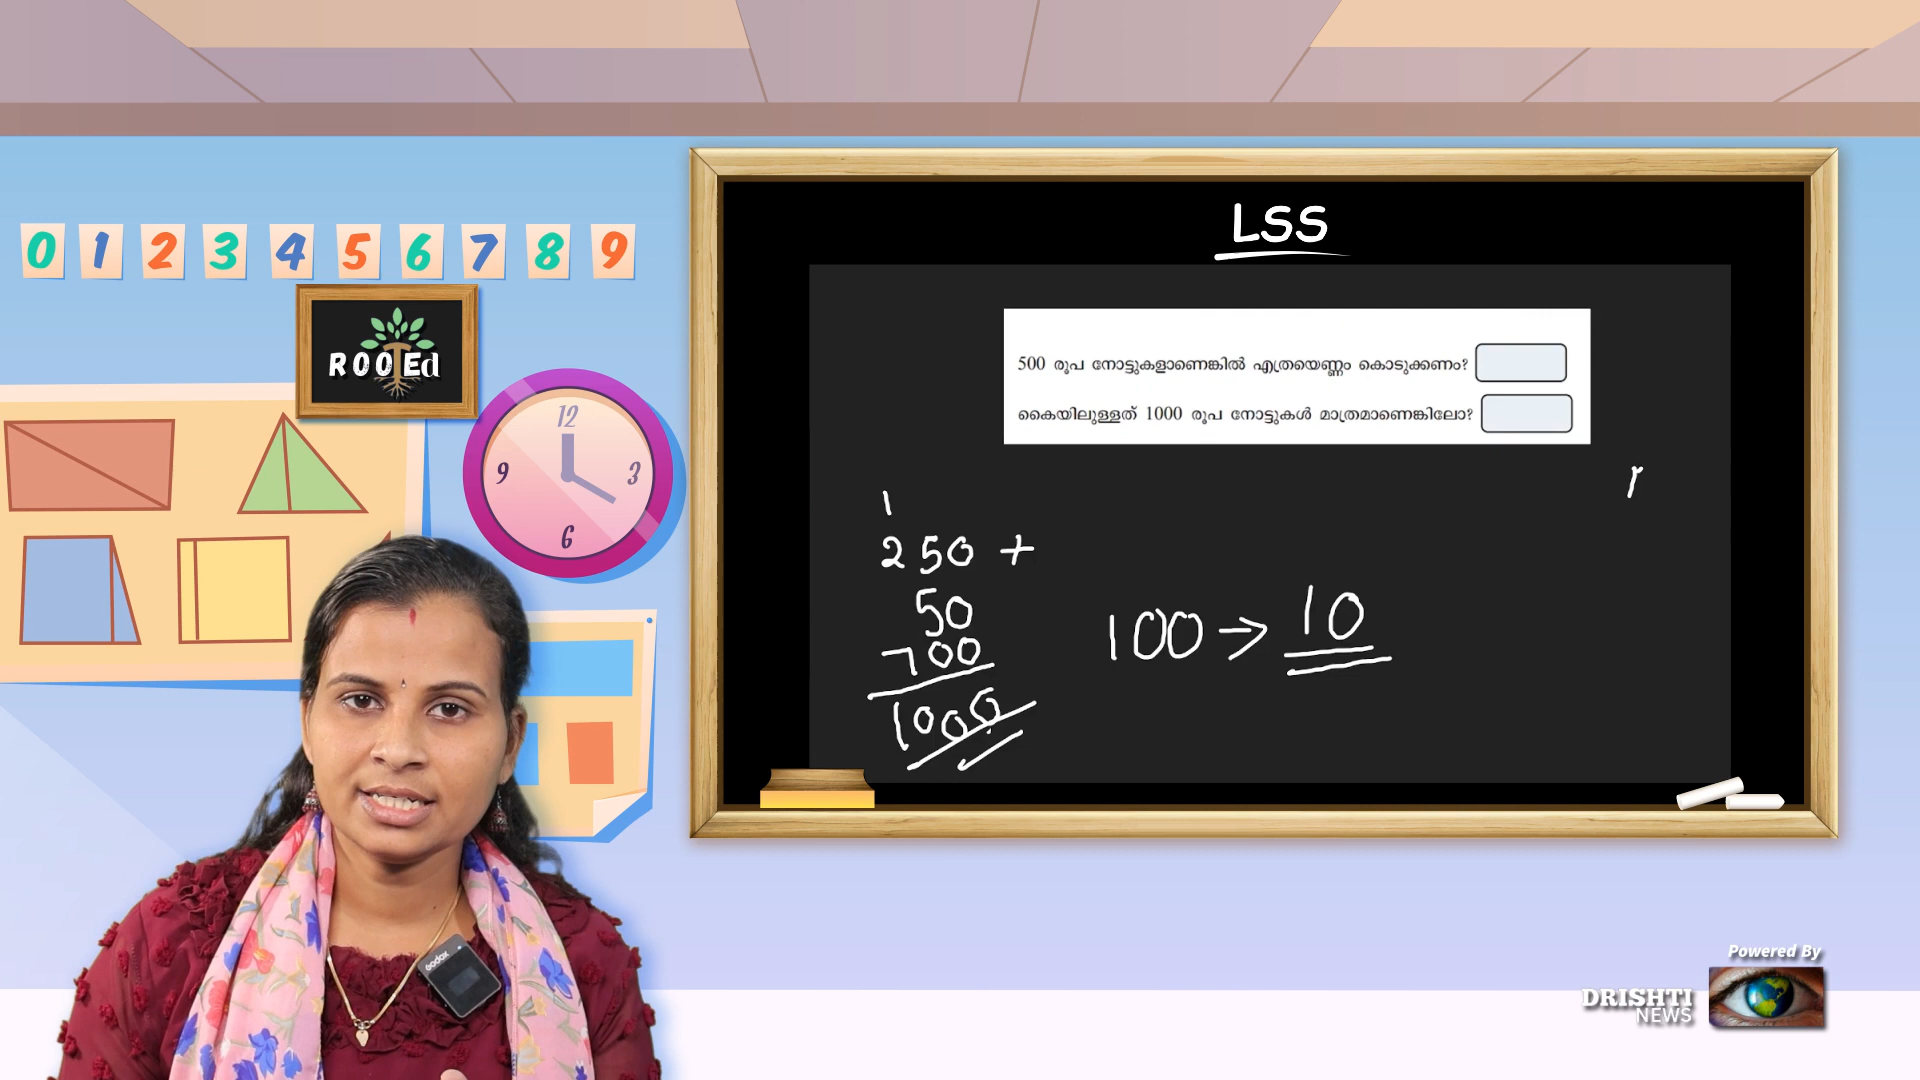 LSS
0 1 2 3 4 5 6 7 8 9
ROOTEd
12
9 3
6
500 രൂപ നോട്ടുകളാണെങ്കിൽ എത്രയെണ്ണം കൊടുക്കണം?
കൈയിലുള്ളത് 1000 രൂപ നോട്ടുകൾ മാത്രമാണെങ്കിലോ?
1
250 +
50
700
1000
100 → 10
Godox
Powered By
DRISHTI
NEWS